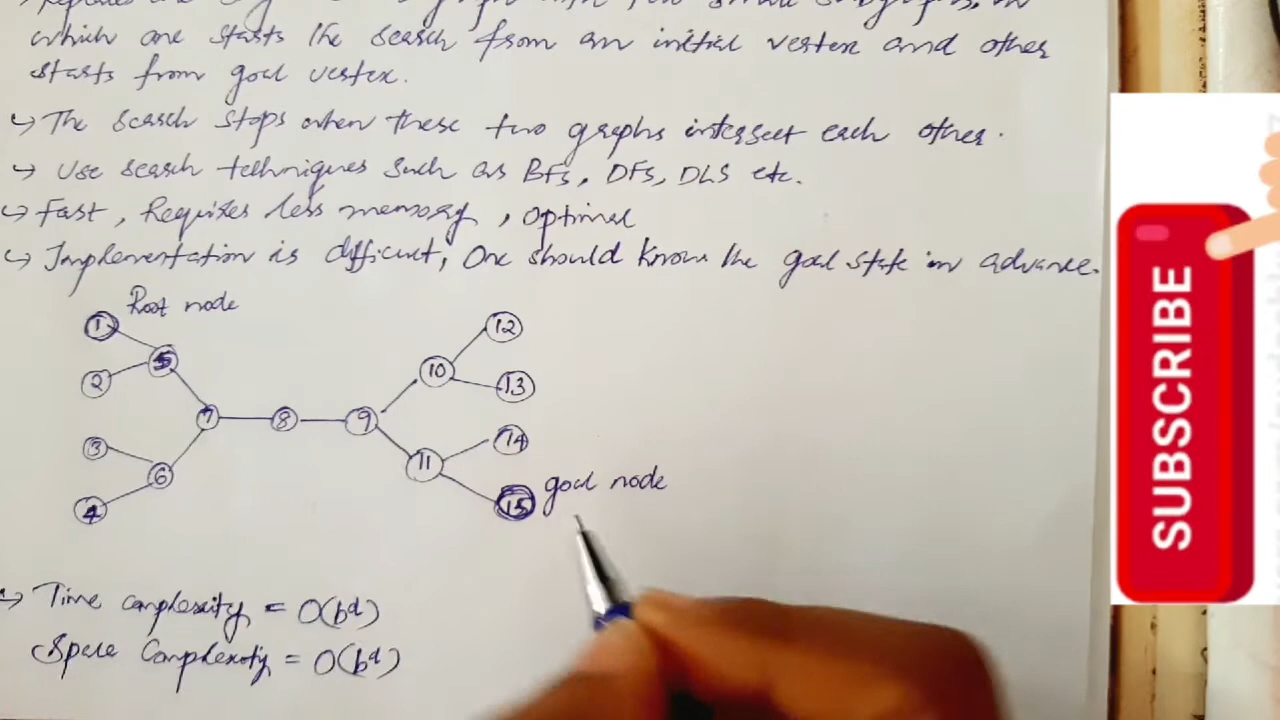 which one starts the search from an initial vertex and other
starts from goal vertex.
↳ The search stops when these two graphs intersect each other.
↳ Use search techniques such as BFS, DFS, DLS etc.
↳ Fast, Requires less memory, optimal
↳ Implementation is difficult, One should know the goal state in advance.
Root node
1
12
5
10
2
13
7
8
9
3
14
11
6
goal node
4
15
→ Time complexity = O(b^d)
Space Complexity = O(b^d)
SUBSCRIBE